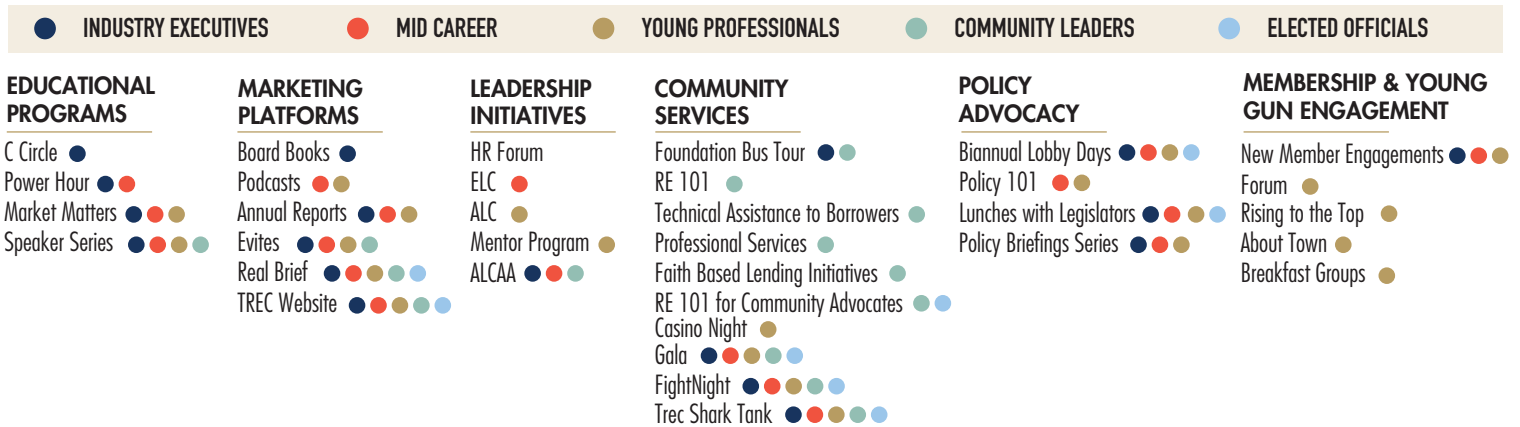 INDUSTRY EXECUTIVES
MID CAREER
YOUNG PROFESSIONALS
COMMUNITY LEADERS
ELECTED OFFICIALS
EDUCATIONAL
PROGRAMS
C Circle
Power Hour
Market Matters
Speaker Series
MARKETING
PLATFORMS
Board Books
Podcasts
Annual Reports
Evites
Real Brief
TREC Website
LEADERSHIP
INITIATIVES
HR Forum
ELC
ALC
Mentor Program
ALCAA
COMMUNITY
SERVICES
Foundation Bus Tour
RE 101
Technical Assistance to Borrowers
Professional Services
Faith Based Lending Initiatives
RE 101 for Community Advocates
Casino Night
Gala
FightNight
Trec Shark Tank
POLICY
ADVOCACY
Biannual Lobby Days
Policy 101
Lunches with Legislators
Policy Briefings Series
MEMBERSHIP & YOUNG
GUN ENGAGEMENT
New Member Engagements
Forum
Rising to the Top
About Town
Breakfast Groups